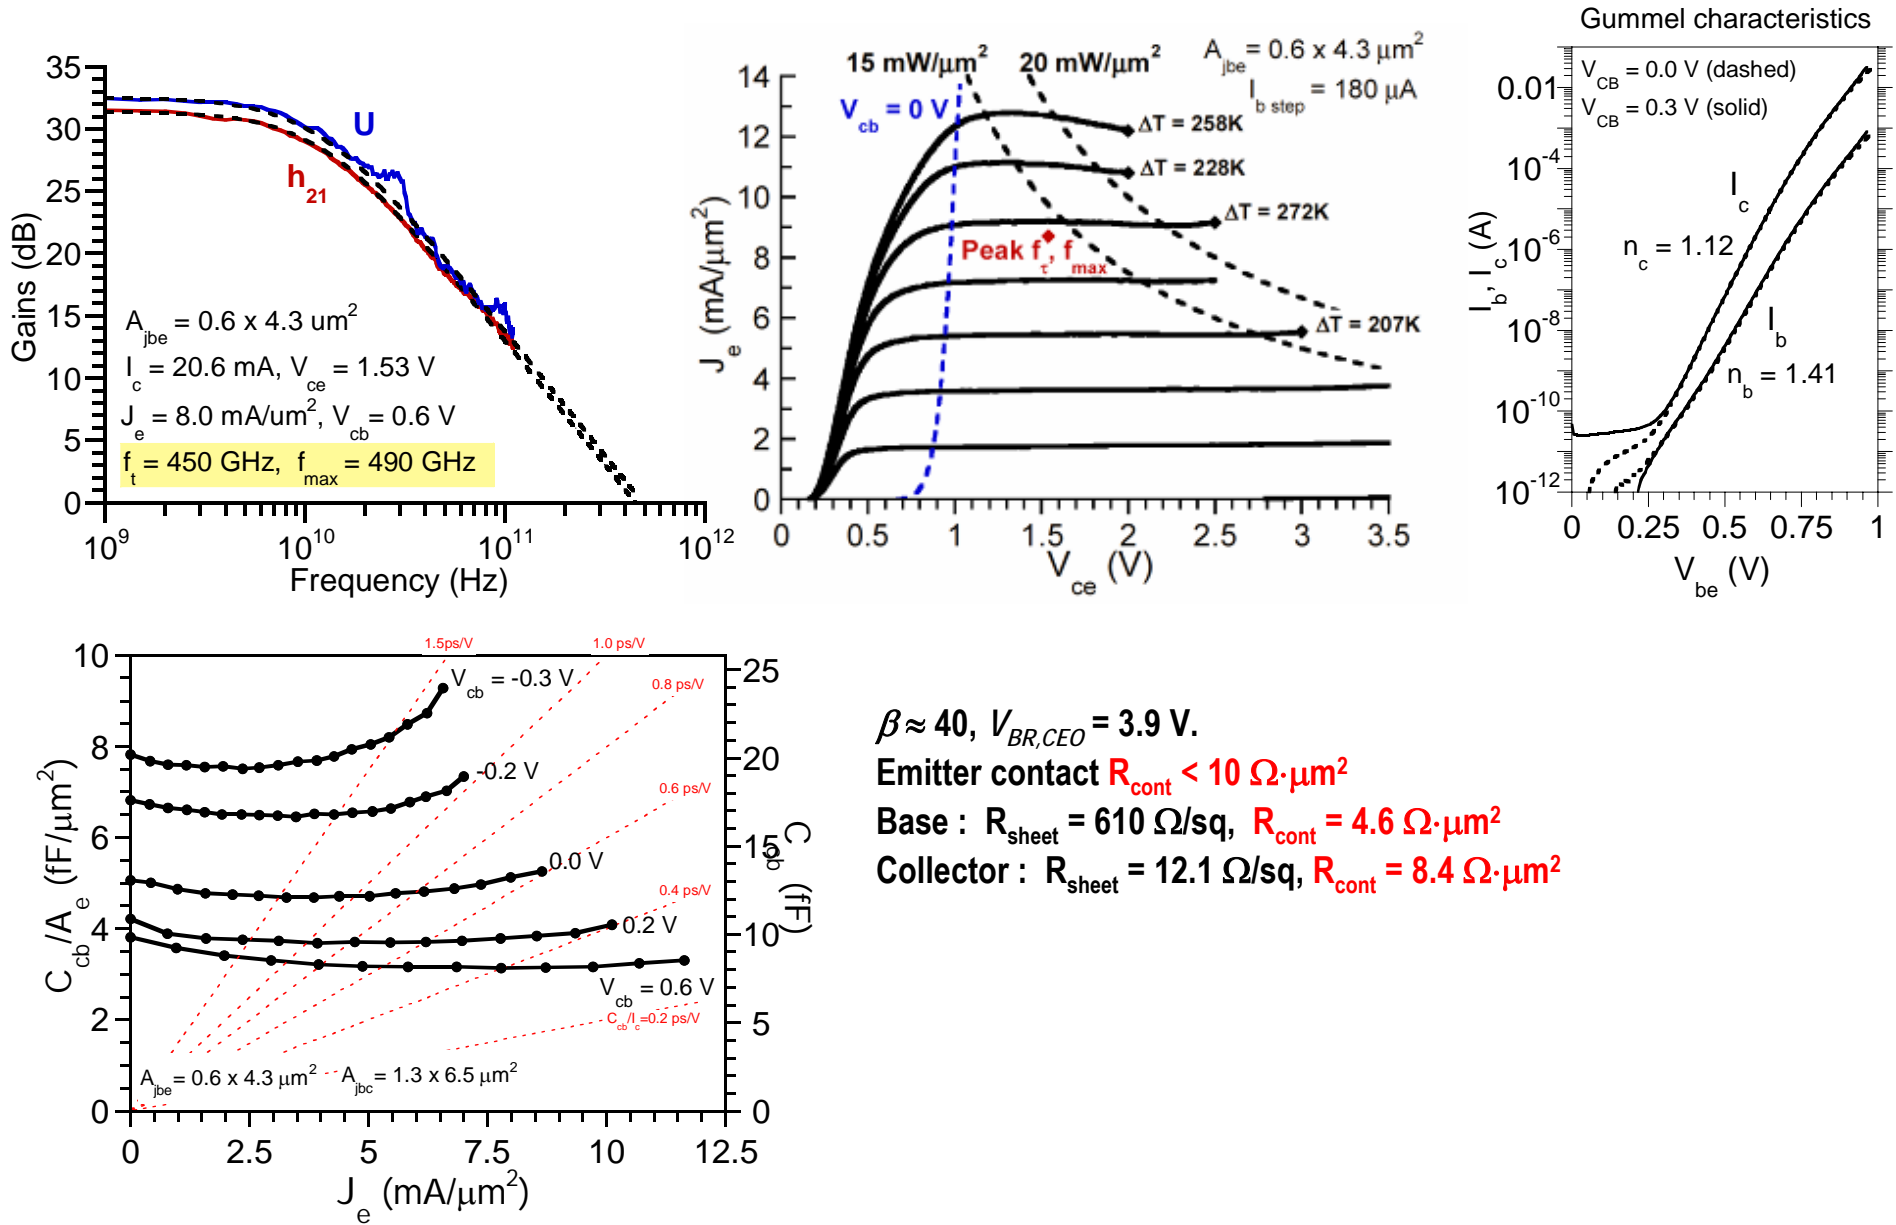 35
30
25
20
15
10
5
0
Gains (dB)
U
h21
Ajbe = 0.6 x 4.3 um2
Ic = 20.6 mA, Vce = 1.53 V
Je = 8.0 mA/um2, Vcb = 0.6 V
ft = 450 GHz, fmax = 490 GHz
10^9 10^10 10^11 10^12
Frequency (Hz)
15 mW/μm2 20 mW/μm2
Ajbe = 0.6 x 4.3 μm2
Ib step = 180 μA
Vcb = 0 V
14
12
10
8
6
4
2
0
Je (mA/μm2)
ΔT = 258K
ΔT = 228K
ΔT = 272K
Peak fτ, fmax
ΔT = 207K
0 0.5 1 1.5 2 2.5 3 3.5
Vce (V)
Gummel characteristics
VCB = 0.0 V (dashed)
VCB = 0.3 V (solid)
0.01
10^-4
10^-6
10^-8
10^-10
10^-12
Ib, Ic (A)
Ic
nc = 1.12
Ib
nb = 1.41
0 0.25 0.5 0.75 1
Vbe (V)
10
8
6
4
2
0
Ccb/Ae (fF/μm2)
1.5ps/V
1.0 ps/V
0.8 ps/V
0.6 ps/V
0.4 ps/V
Ccb/Ic=0.2 ps/V
Vcb = -0.3 V
-0.2 V
0.0 V
0.2 V
Vcb = 0.6 V
Ajbe = 0.6 x 4.3 μm2
Ajbc = 1.3 x 6.5 μm2
25
20
15
10
5
0
Ccb (fF)
0 2.5 5 7.5 10 12.5
Je (mA/μm2)
β ≈ 40, VBR,CEO = 3.9 V.
Emitter contact Rcont < 10 Ω·μm2
Base : Rsheet = 610 Ω/sq, Rcont = 4.6 Ω·μm2
Collector : Rsheet = 12.1 Ω/sq, Rcont = 8.4 Ω·μm2